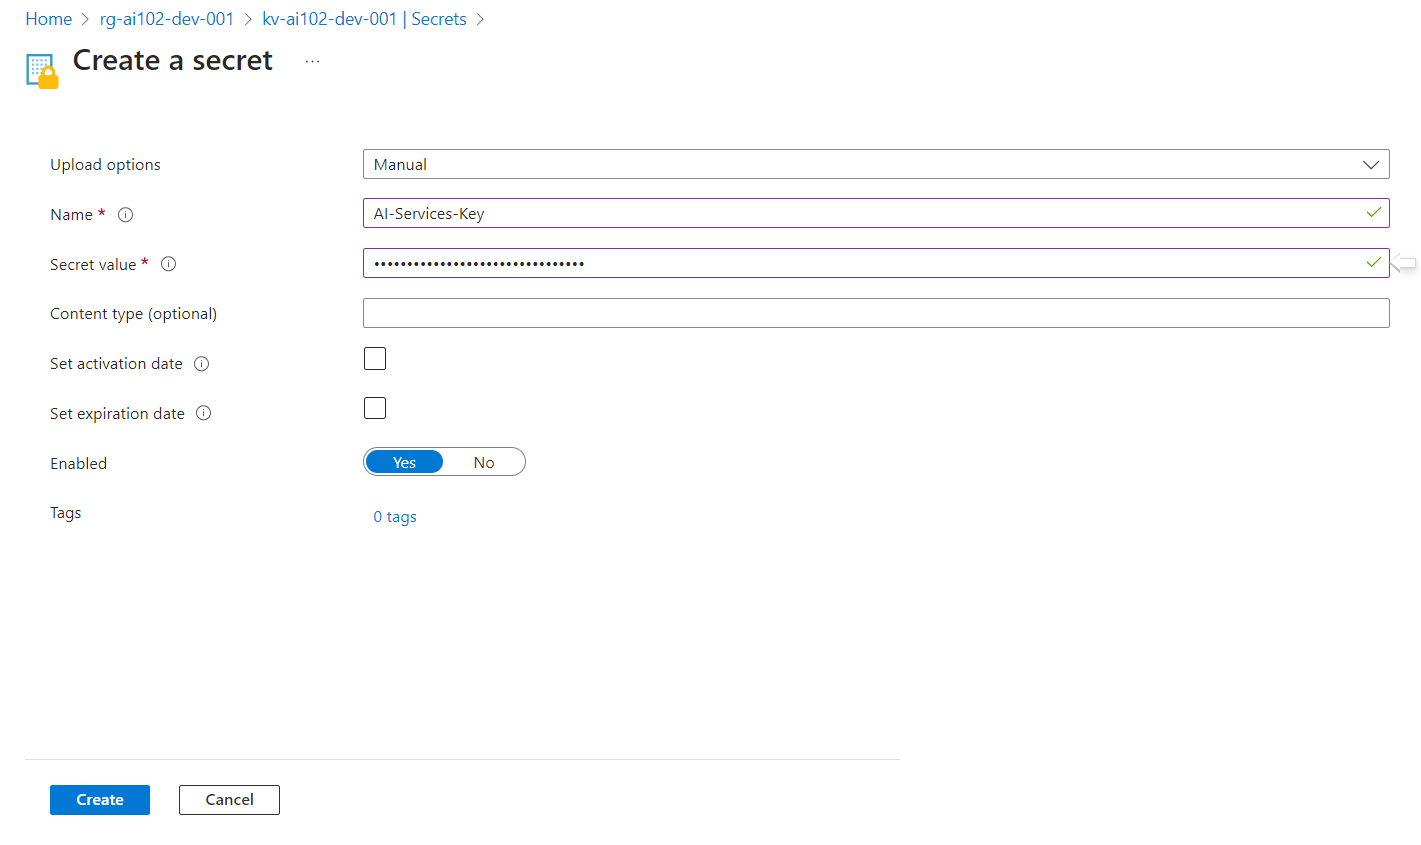 Home > rg-ai102-dev-001 > kv-ai102-dev-001 | Secrets >
Create a secret ...
Upload options
Manual
Name *
AI-Services-Key
Secret value *
••••••••••••••••••••••••••••••••
Content type (optional)
Set activation date
Set expiration date
Enabled
Yes No
Tags
0 tags
Create Cancel